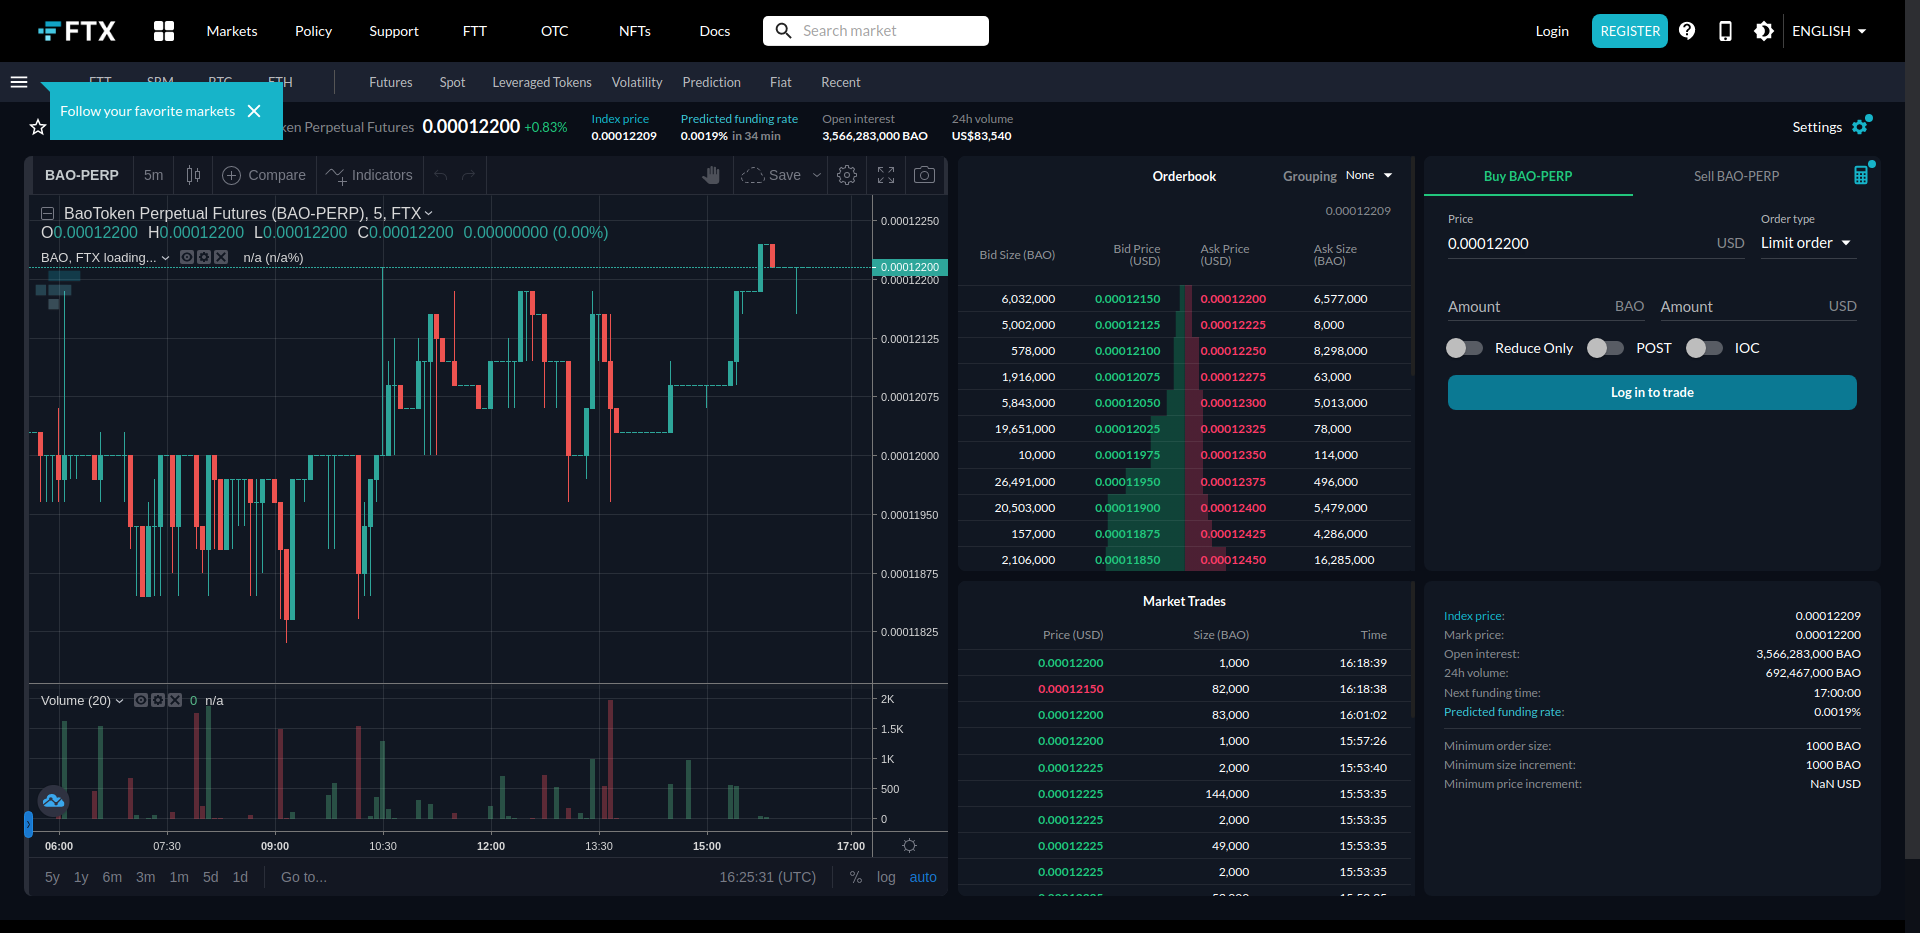 FTX Markets Policy Support FTT OTC NFTs Docs Search market Login REGISTER ENGLISH
Futures Spot Leveraged Tokens Volatility Prediction Fiat Recent
Follow your favorite markets
Perpetual Futures 0.00012200 +0.83%
Index price 0.00012209
Predicted funding rate 0.0019% in 34 min
Open interest 3,566,283,000 BAO
24h volume US$83,540
Settings
BAO-PERP 5m Compare Indicators Save
BaoToken Perpetual Futures (BAO-PERP), 5, FTX
O0.00012200 H0.00012200 L0.00012200 C0.00012200 0.00000000 (0.00%)
BAO, FTX loading... n/a (n/a%)
0.00012250
0.00012200
0.00012200
0.00012125
0.00012075
0.00012000
0.00011950
0.00011875
0.00011825
Volume (20) 0 n/a
2K
1.5K
1K
500
0
06:00 07:30 09:00 10:30 12:00 13:30 15:00 17:00
5y 1y 6m 3m 1m 5d 1d Go to... 16:25:31 (UTC) % log auto
Orderbook Grouping None
0.00012209
Bid Size (BAO) Bid Price (USD) Ask Price (USD) Ask Size (BAO)
6,032,000 0.00012150 0.00012200 6,577,000
5,002,000 0.00012125 0.00012225 8,000
578,000 0.00012100 0.00012250 8,298,000
1,916,000 0.00012075 0.00012275 63,000
5,843,000 0.00012050 0.00012300 5,013,000
19,651,000 0.00012025 0.00012325 78,000
10,000 0.00011975 0.00012350 114,000
26,491,000 0.00011950 0.00012375 496,000
20,503,000 0.00011900 0.00012400 5,479,000
157,000 0.00011875 0.00012425 4,286,000
2,106,000 0.00011850 0.00012450 16,285,000
Market Trades
Price (USD) Size (BAO) Time
0.00012200 1,000 16:18:39
0.00012150 82,000 16:18:38
0.00012200 83,000 16:01:02
0.00012200 1,000 15:57:26
0.00012225 2,000 15:53:40
0.00012225 144,000 15:53:35
0.00012225 2,000 15:53:35
0.00012225 49,000 15:53:35
0.00012225 2,000 15:53:35
Buy BAO-PERP Sell BAO-PERP
Price Order type
0.00012200 USD Limit order
Amount BAO Amount USD
Reduce Only POST IOC
Log in to trade
Index price: 0.00012209
Mark price: 0.00012200
Open interest: 3,566,283,000 BAO
24h volume: 692,467,000 BAO
Next funding time: 17:00:00
Predicted funding rate: 0.0019%
Minimum order size: 1000 BAO
Minimum size increment: 1000 BAO
Minimum price increment: NaN USD